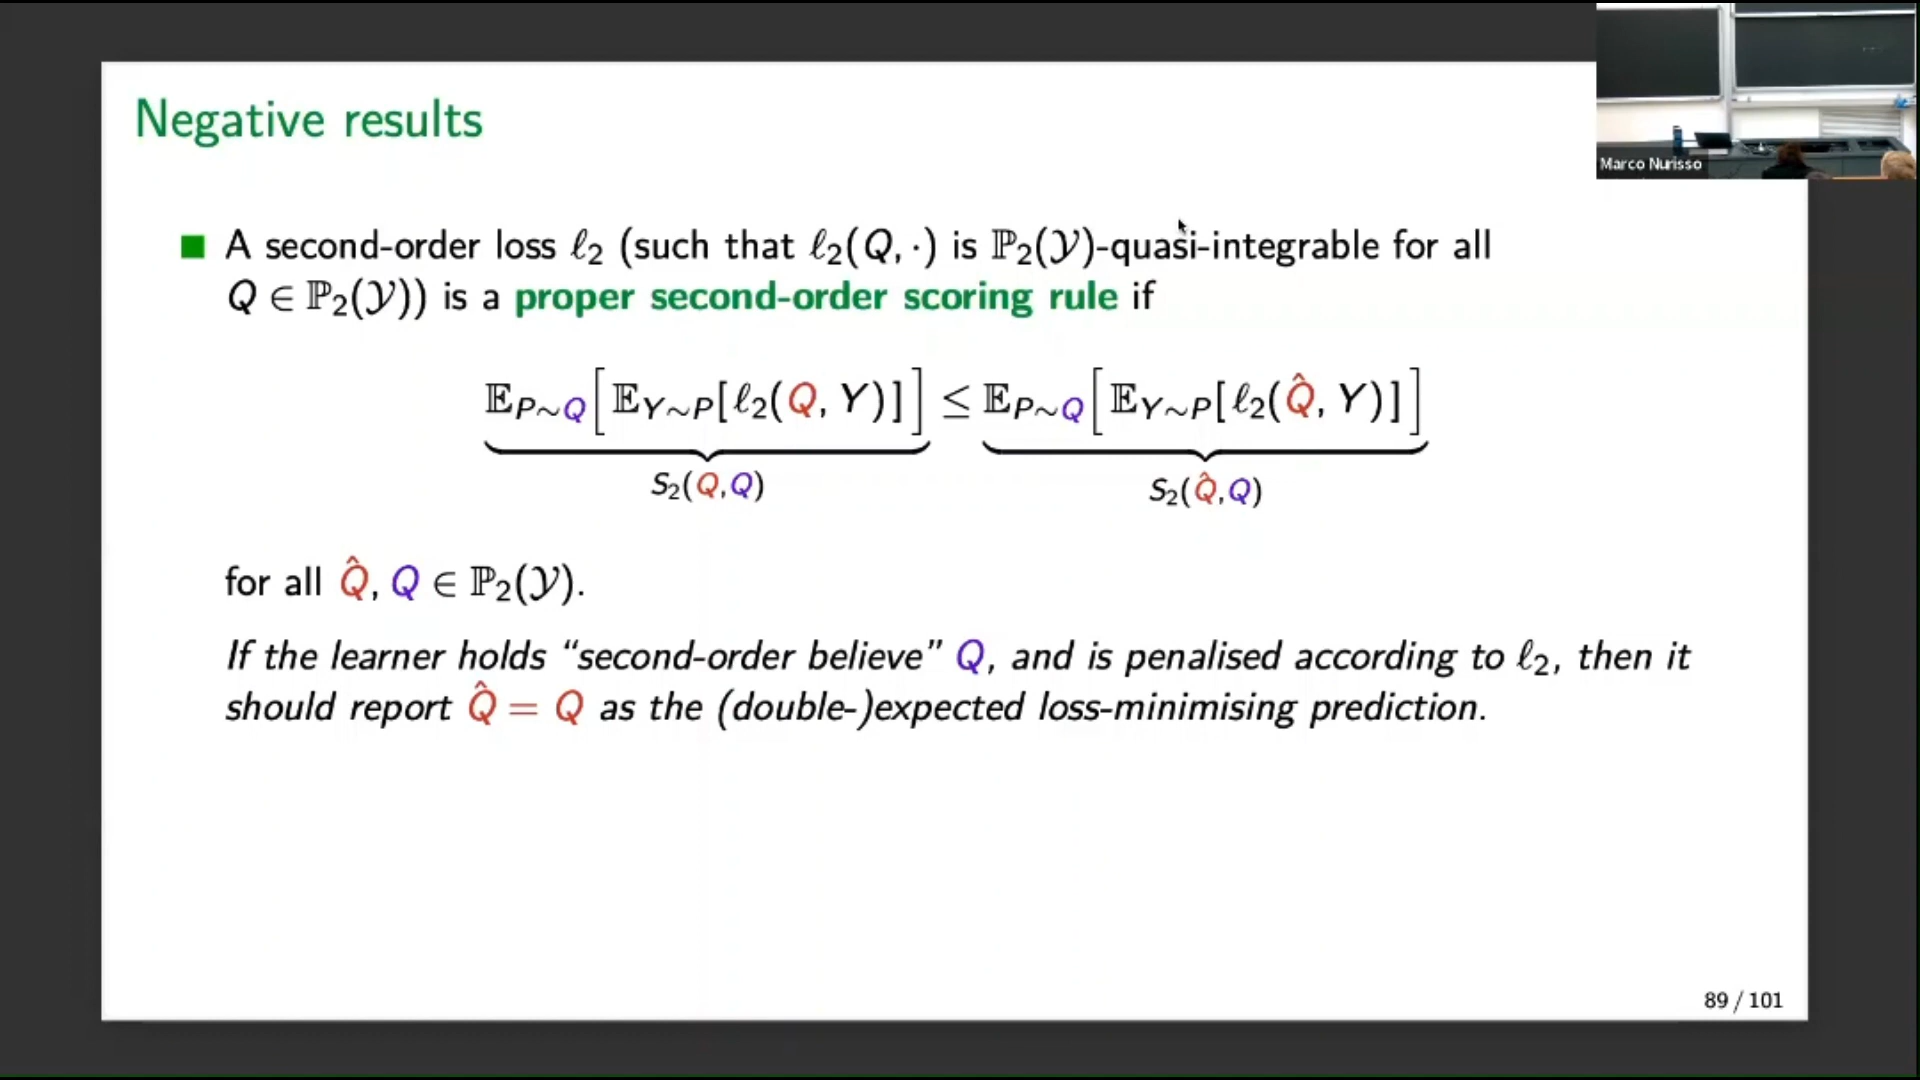 Negative results
Marco Nurisso
■ A second-order loss ℓ₂ (such that ℓ₂(Q, ·) is ℙ₂(𝒴)-quasi-integrable for all
Q ∈ ℙ₂(𝒴)) is a proper second-order scoring rule if
𝔼_{P∼Q}[𝔼_{Y∼P}[ℓ₂(Q, Y)]] ≤ 𝔼_{P∼Q}[𝔼_{Y∼P}[ℓ₂(Q̂, Y)]]
S₂(Q,Q) S₂(Q̂,Q)
for all Q̂, Q ∈ ℙ₂(𝒴).
If the learner holds “second-order believe” Q, and is penalised according to ℓ₂, then it
should report Q̂ = Q as the (double-)expected loss-minimising prediction.
89 / 101